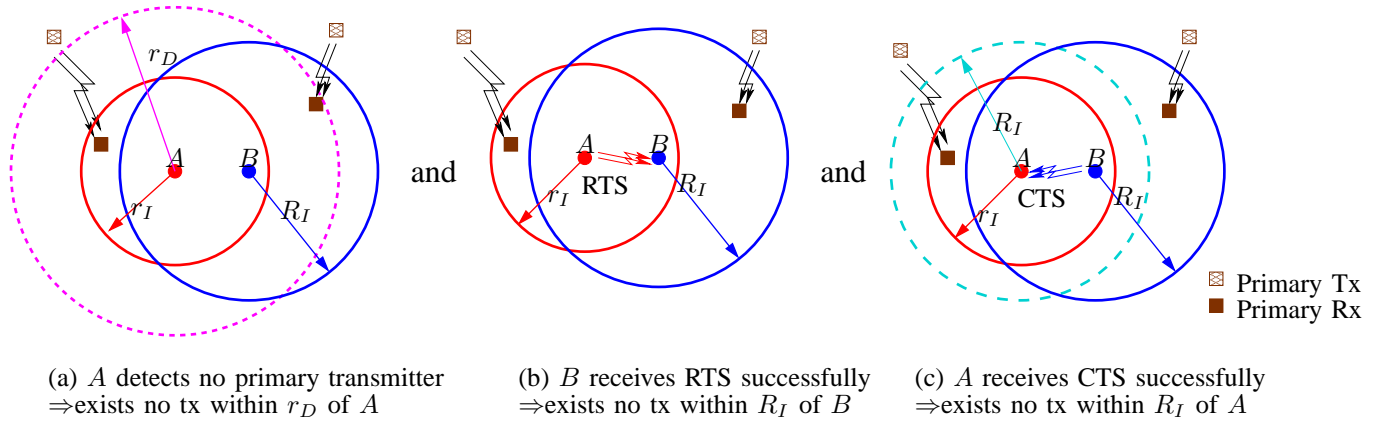 r_D
A
B
r_I
R_I
and
A
B
RTS
r_I
R_I
and
R_I
A
B
CTS
r_I
R_I
Primary Tx
Primary Rx
(a) A detects no primary transmitter
⇒exists no tx within r_D of A
(b) B receives RTS successfully
⇒exists no tx within R_I of B
(c) A receives CTS successfully
⇒exists no tx within R_I of A